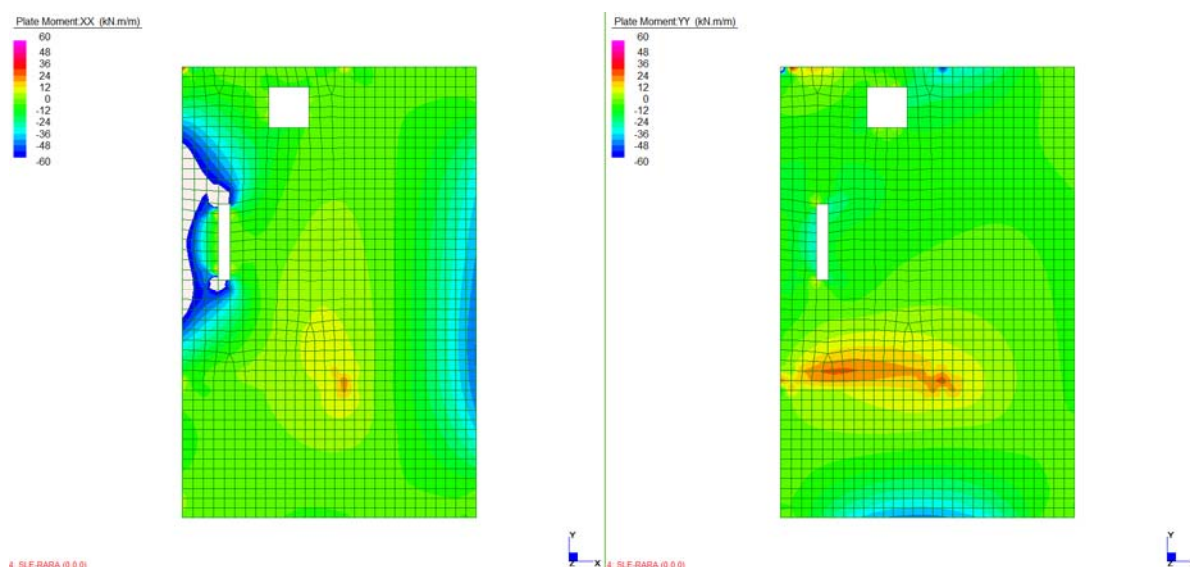 Plate Moment:XX (kN.m/m)
60
48
36
24
12
0
-12
-24
-36
-48
-60
Y
Z X
4: SLE-RARA (0,0,0)
Plate Moment:YY (kN.m/m)
60
48
36
24
12
0
-12
-24
-36
-48
-60
Y
Z
4: SLE-RARA (0,0,0)